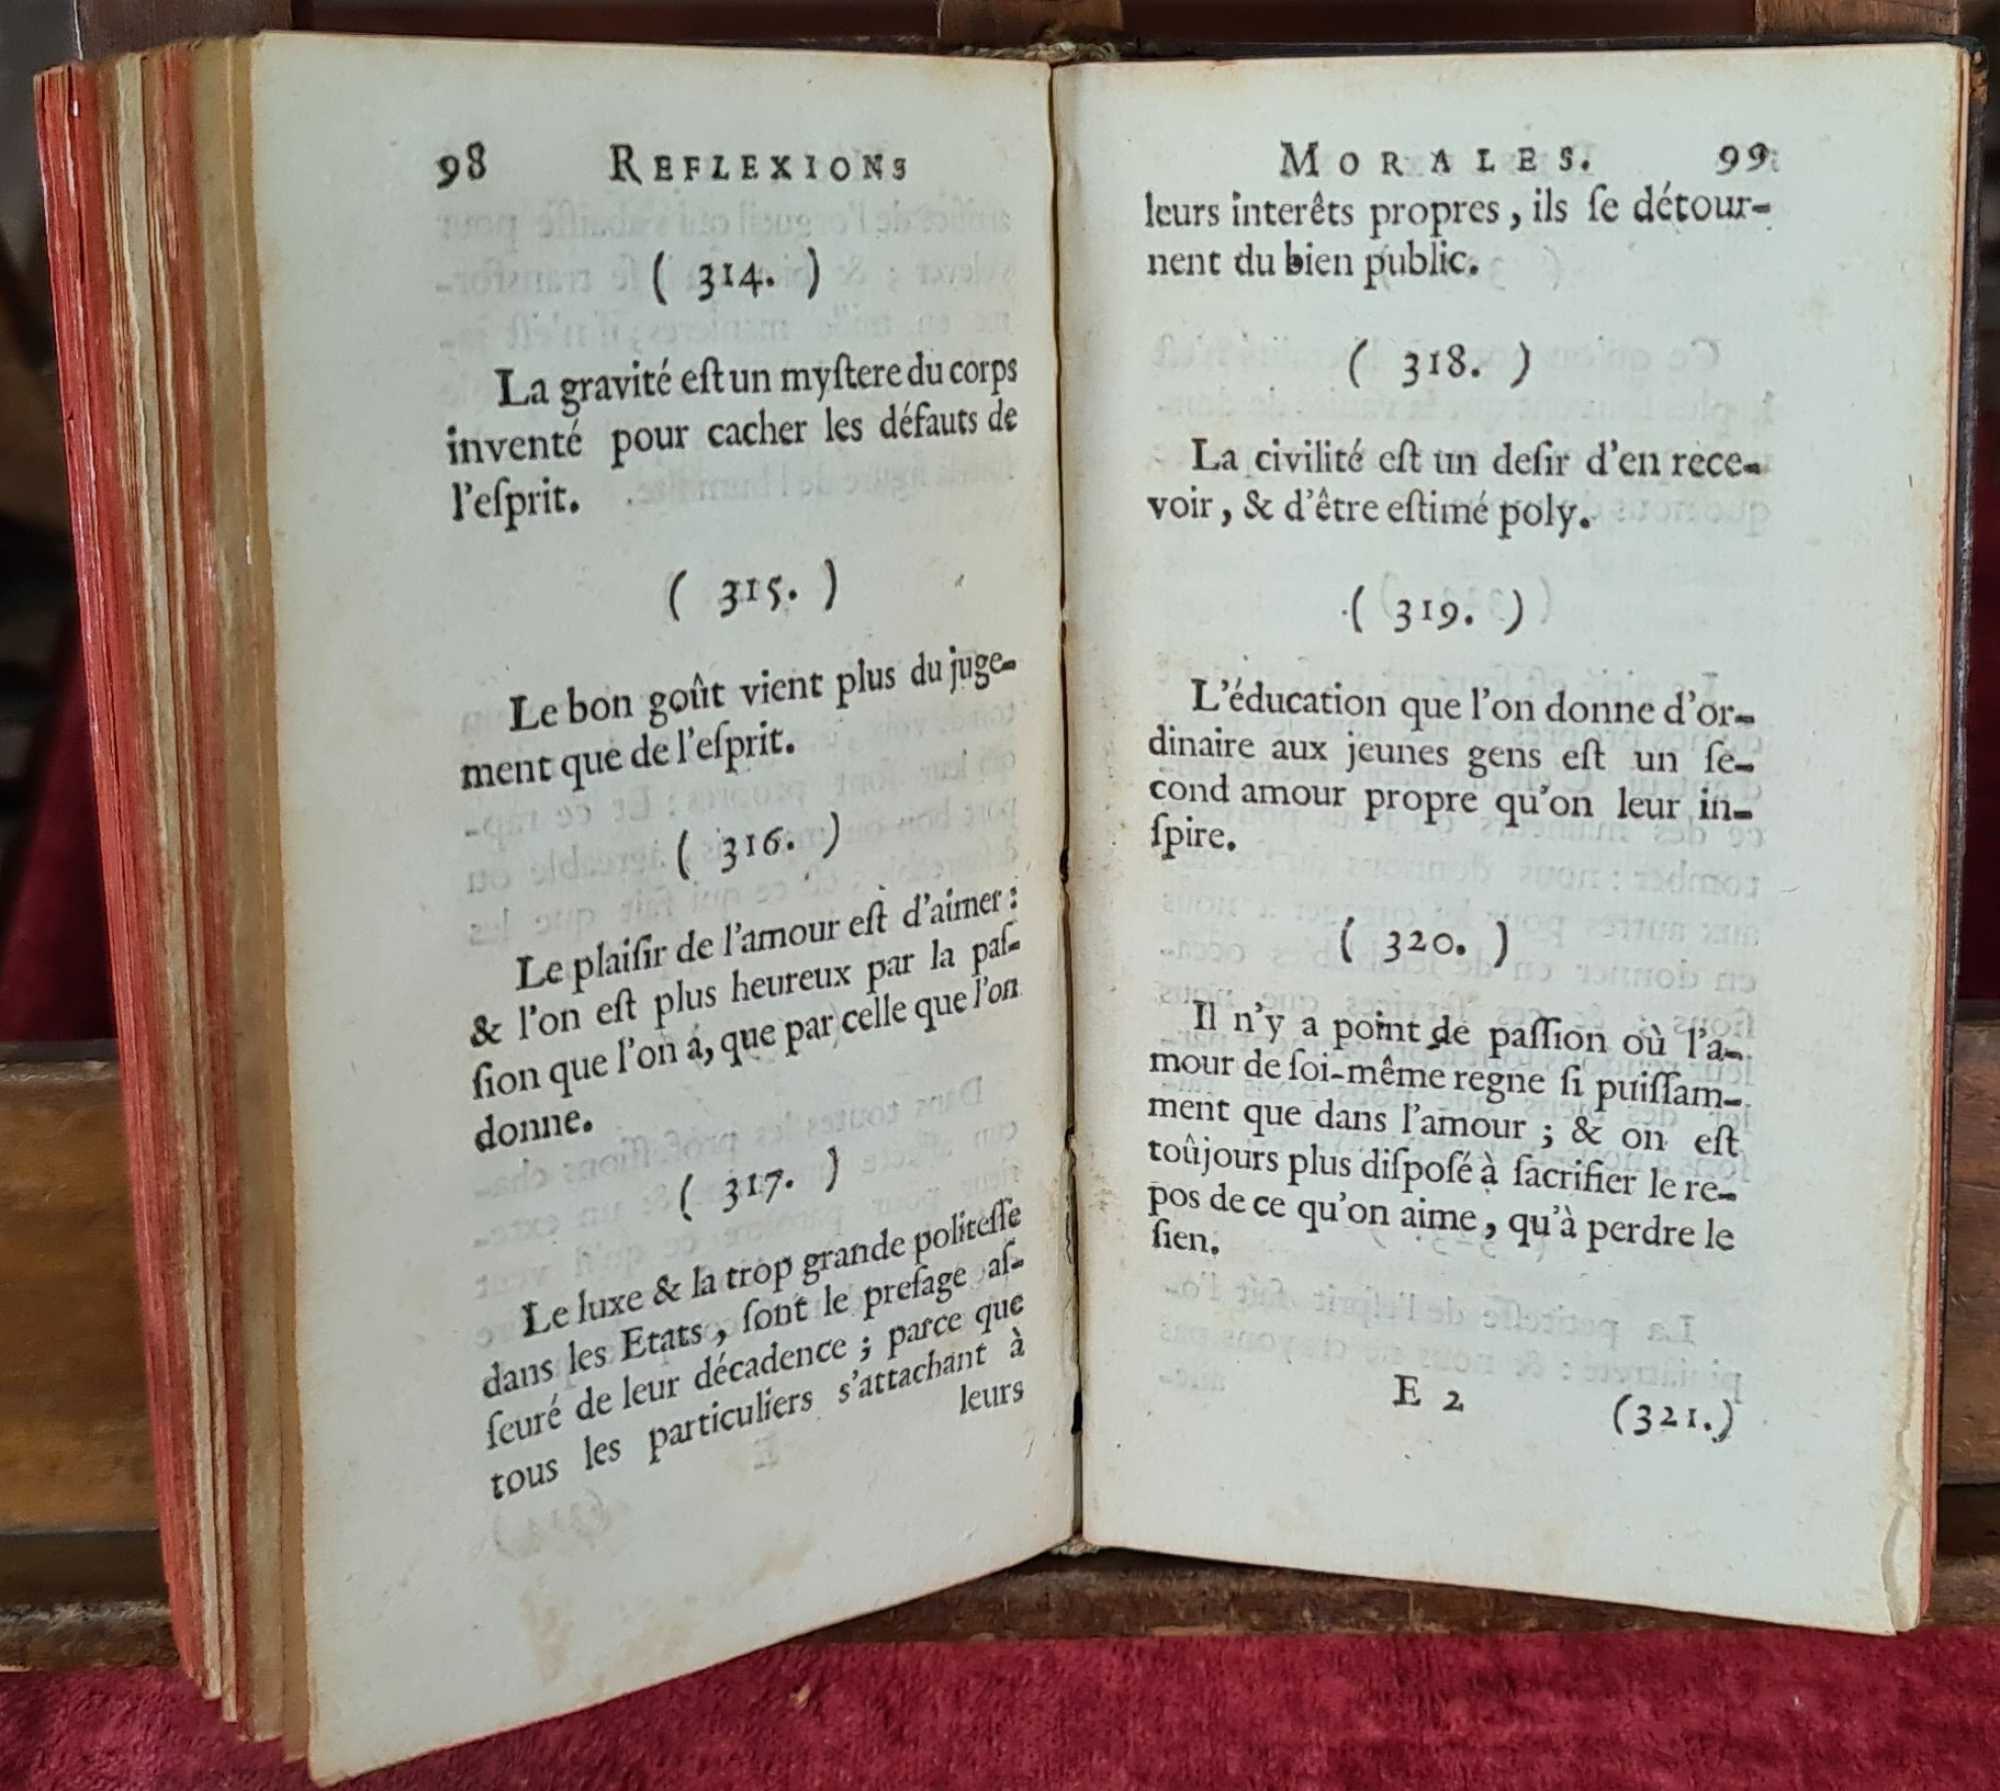 98 REFLEXIONS
( 314. )
La gravité eſt un myſtere du corps
inventé pour cacher les défauts de
l'eſprit.
( 315. )
Le bon goût vient plus du juge-
ment que de l'eſprit.
( 316. )
Le plaiſir de l'amour eſt d'aimer :
& l'on eſt plus heureux par la paſ-
ſion que l'on á, que par celle que l'on
donne.
( 317. )
Le luxe & la trop grande politeſſe
dans les Etats, ſont le preſage aſ-
ſeuré de leur décadence ; parce que
tous les particuliers s'attachant à
leurs
MORALES. 99
leurs interêts propres, ils ſe détour-
nent du bien public.
( 318. )
La civilité eſt un deſir d'en rece-
voir, & d'être eſtimé poly.
( 319. )
L'éducation que l'on donne d'or-
dinaire aux jeunes gens eſt un ſe-
cond amour propre qu'on leur in-
ſpire.
( 320. )
Il n'y a point de paſſion où l'a-
mour de ſoi-même regne ſi puiſſam-
ment que dans l'amour ; & on eſt
toûjours plus diſpoſé à ſacrifier le re-
pos de ce qu'on aime, qu'à perdre le
ſien.
E 2 (321.)